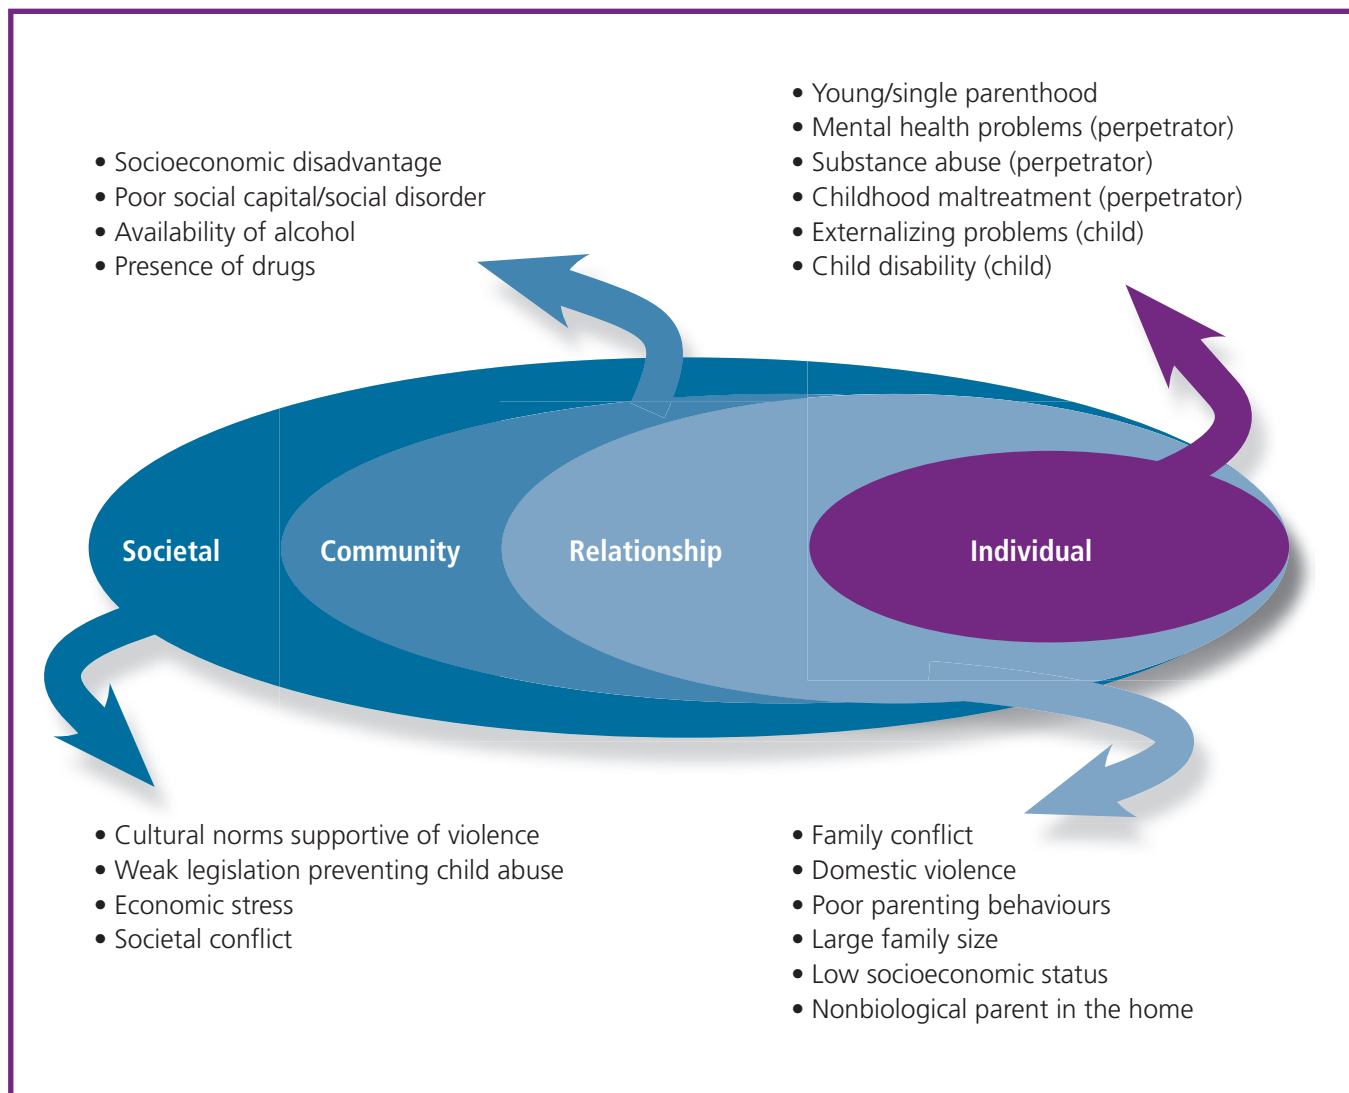 • Socioeconomic disadvantage
• Poor social capital/social disorder
• Availability of alcohol
• Presence of drugs
• Young/single parenthood
• Mental health problems (perpetrator)
• Substance abuse (perpetrator)
• Childhood maltreatment (perpetrator)
• Externalizing problems (child)
• Child disability (child)
Societal
Community
Relationship
Individual
• Cultural norms supportive of violence
• Weak legislation preventing child abuse
• Economic stress
• Societal conflict
• Family conflict
• Domestic violence
• Poor parenting behaviours
• Large family size
• Low socioeconomic status
• Nonbiological parent in the home